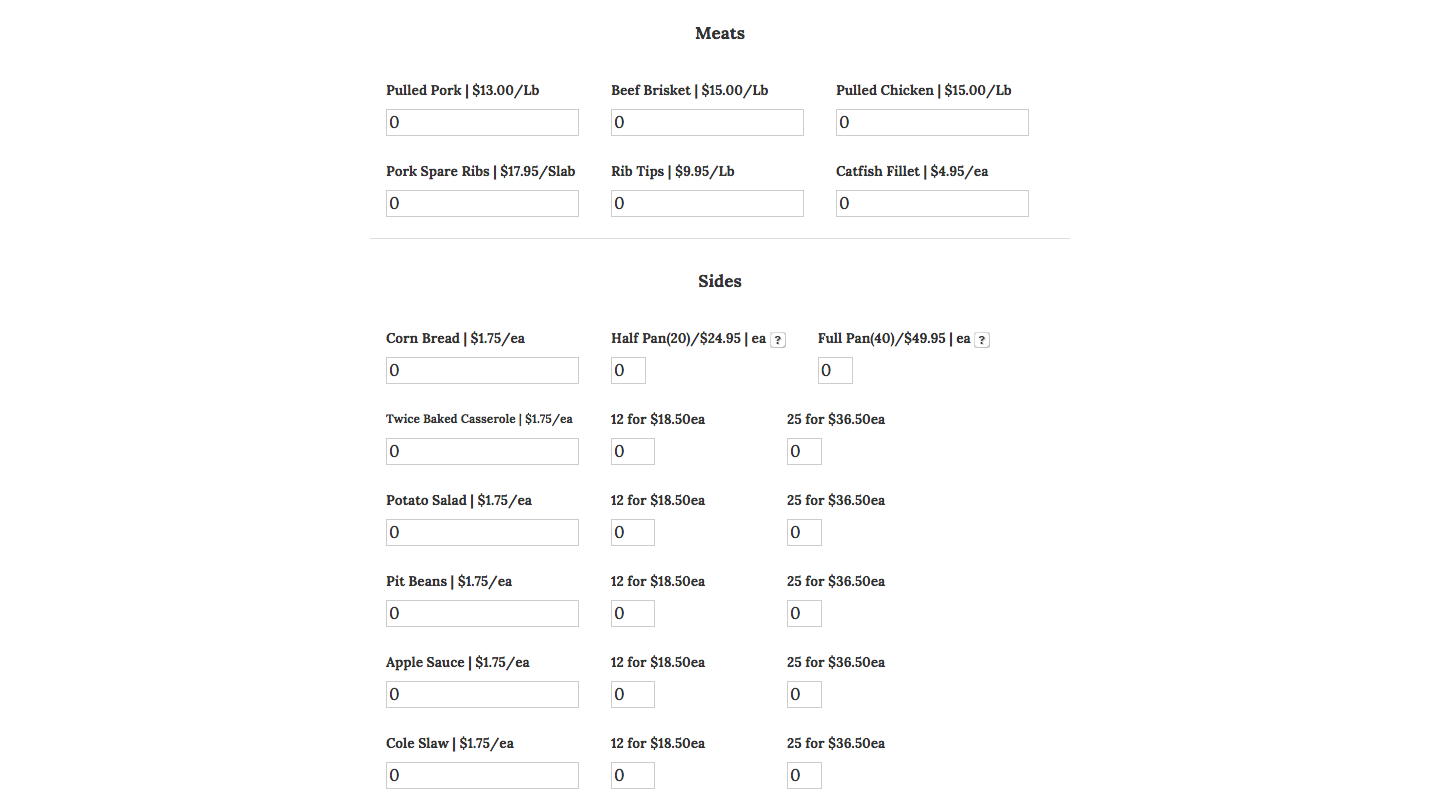 Meats
Pulled Pork | $13.00/Lb Beef Brisket | $15.00/Lb Pulled Chicken | $15.00/Lb
0 0 0
Pork Spare Ribs | $17.95/Slab Rib Tips | $9.95/Lb Catfish Fillet | $4.95/ea
0 0 0
Sides
Corn Bread | $1.75/ea Half Pan(20)/$24.95 | ea ? Full Pan(40)/$49.95 | ea ?
0 0 0
Twice Baked Casserole | $1.75/ea 12 for $18.50ea 25 for $36.50ea
0 0 0
Potato Salad | $1.75/ea 12 for $18.50ea 25 for $36.50ea
0 0 0
Pit Beans | $1.75/ea 12 for $18.50ea 25 for $36.50ea
0 0 0
Apple Sauce | $1.75/ea 12 for $18.50ea 25 for $36.50ea
0 0 0
Cole Slaw | $1.75/ea 12 for $18.50ea 25 for $36.50ea
0 0 0